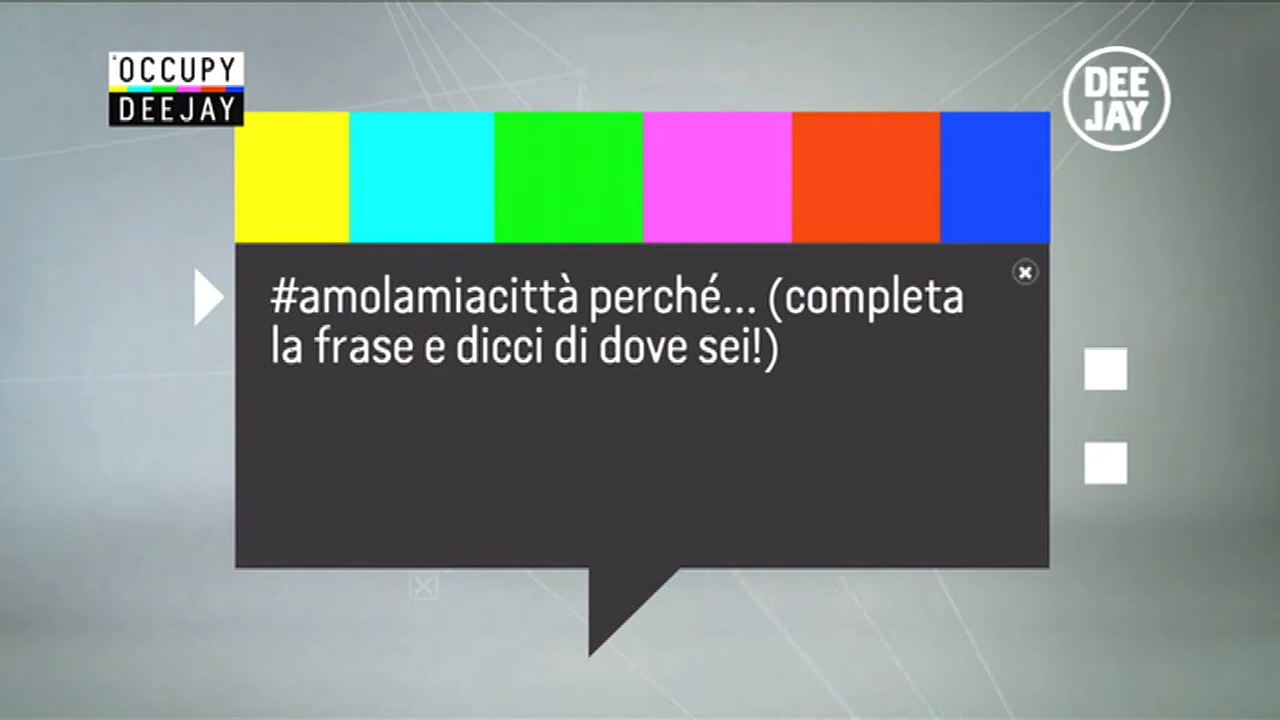 OCCUPY
DEEJAY
DEE
JAY
#amolamiacittà perché... (completa
la frase e dicci di dove sei!)